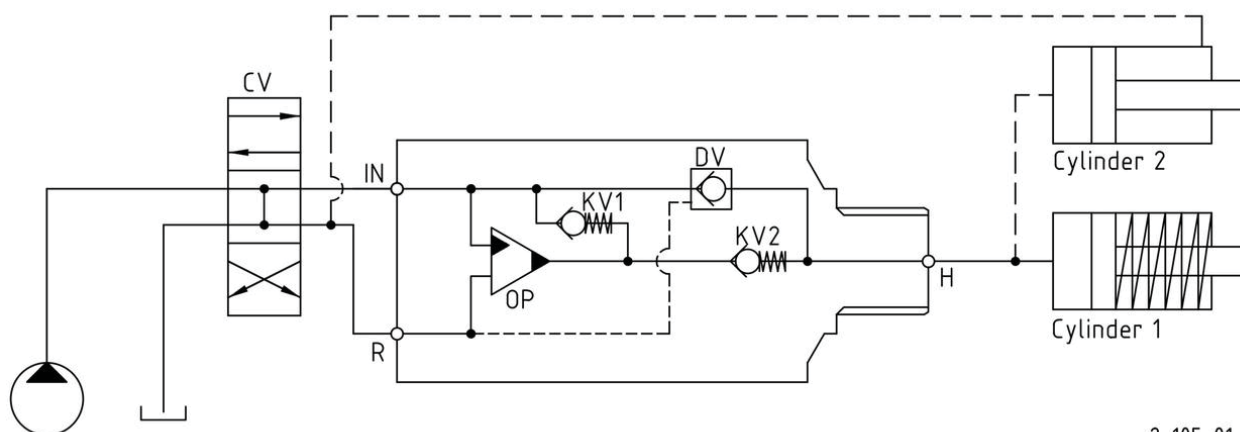 CV
Cylinder 2
IN
DV
KV1
KV2
OP
H
R
Cylinder 1